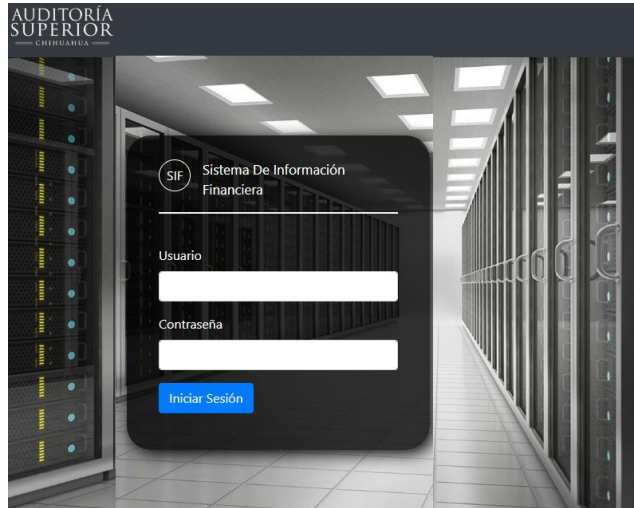 AUDITORÍA
SUPERIOR
CHIHUAHUA
SIF
Sistema De Información
Financiera
Usuario
Contraseña
Iniciar Sesión